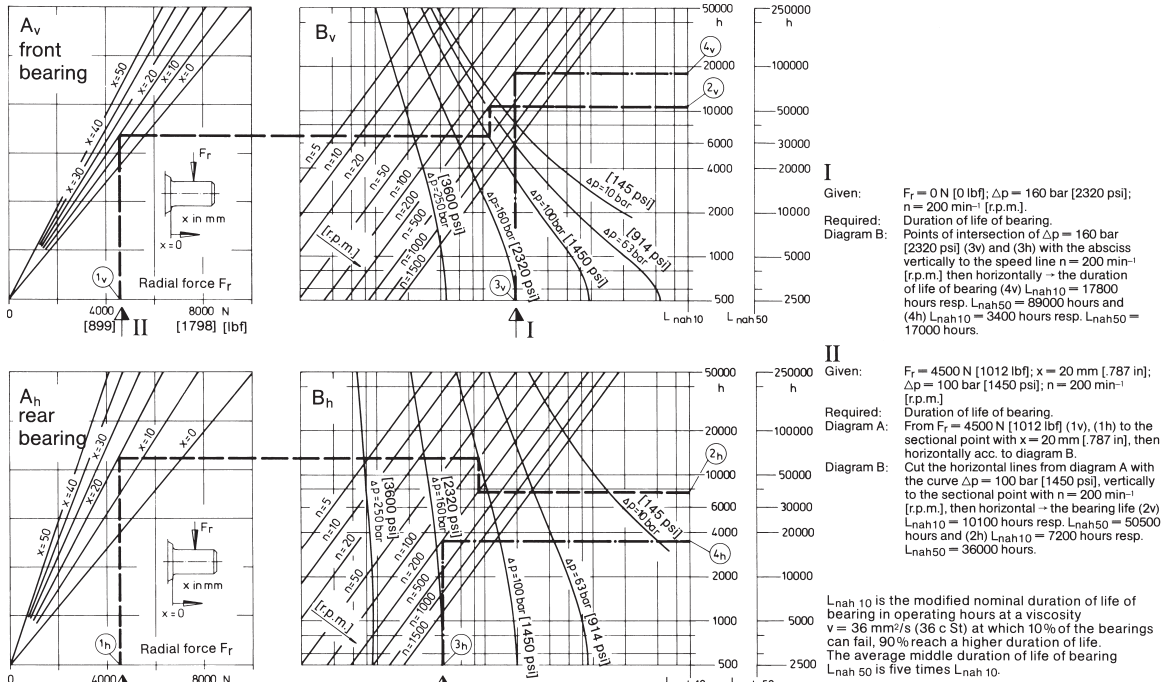 Av
front
bearing
x=50
x=20
x=10
x=0
x=40
x=30
Fr
x in mm
x=0
1v
Radial force Fr
0 4000 8000 N
[899] II [1798] [lbf]
Bv
n=5
n=10
n=20
n=50
n=100
n=200
n=500
n=1000
n=1500
[r.p.m.]
[3600 psi]
Δp=250 bar
Δp=160 bar [2320 psi]
Δp=100 bar [1450 psi]
[914 psi]
Δp=63 bar
[145 psi]
Δp=10 bar
3v
I
4v
2v
50000 250000
h h
20000 100000
10000 50000
6000 30000
4000 20000
2000 10000
1000 5000
500 2500
Lnah10 Lnah50
Ah
rear
bearing
x=0
x=10
x=20
x=30
x=40
x=50
Fr
x in mm
x=0
1h
Radial force Fr
0 4000 8000 N
Bh
n=5
n=10
n=20
n=50
n=100
n=200
n=500
n=1000
n=1500
[r.p.m.]
[3600 psi]
Δp=250 bar
[2320 psi]
Δp=160 bar
Δp=100 bar [1450 psi]
Δp=63 bar [914 psi]
[145 psi]
Δp=10 bar
3h
2h
4h
50000 250000
h h
20000 100000
10000 50000
6000 30000
4000 20000
2000 10000
1000 5000
500 2500
I
Given: Fr = 0 N [0 lbf]; △p = 160 bar [2320 psi];
n = 200 min⁻¹ [r.p.m.].
Required: Duration of life of bearing.
Diagram B: Points of intersection of △p = 160 bar
[2320 psi] (3v) and (3h) with the absciss
vertically to the speed line n = 200 min⁻¹
[r.p.m.] then horizontally → the duration
of life of bearing (4v) Lnah10 = 17800
hours resp. Lnah50 = 89000 hours and
(4h) Lnah10 = 3400 hours resp. Lnah50 =
17000 hours.
II
Given: Fr = 4500 N [1012 lbf]; x = 20 mm [.787 in];
△p = 100 bar [1450 psi]; n = 200 min⁻¹
[r.p.m.]
Required: Duration of life of bearing.
Diagram A: From Fr = 4500 N [1012 lbf] (1v), (1h) to the
sectional point with x = 20 mm [.787 in], then
horizontally acc. to diagram B.
Diagram B: Cut the horizontal lines from diagram A with
the curve △p = 100 bar [1450 psi], vertically
to the sectional point with n = 200 min⁻¹
[r.p.m.], then horizontal → the bearing life (2v)
Lnah10 = 10100 hours resp. Lnah50 = 50500
hours and (2h) Lnah10 = 7200 hours resp.
Lnah50 = 36000 hours.
Lnah 10 is the modified nominal duration of life of
bearing in operating hours at a viscosity
v = 36 mm²/s (36 c St) at which 10% of the bearings
can fail, 90% reach a higher duration of life.
The average middle duration of life of bearing
Lnah 50 is five times Lnah 10.